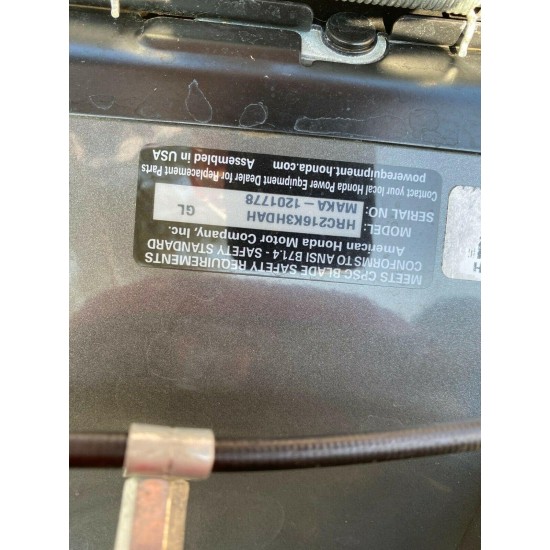 MEETS CPSC BLADE SAFETY REQUIREMENTS
CONFORMS TO ANSI B71.4 - SAFETY STANDARD
American Honda Motor Company, Inc.
MODEL: HRC216K3HDAH GL
SERIAL NO: MAKA-1201778
Contact your local Honda Power Equipment Dealer for Replacement Parts
powerequipment.honda.com Assembled in USA
H